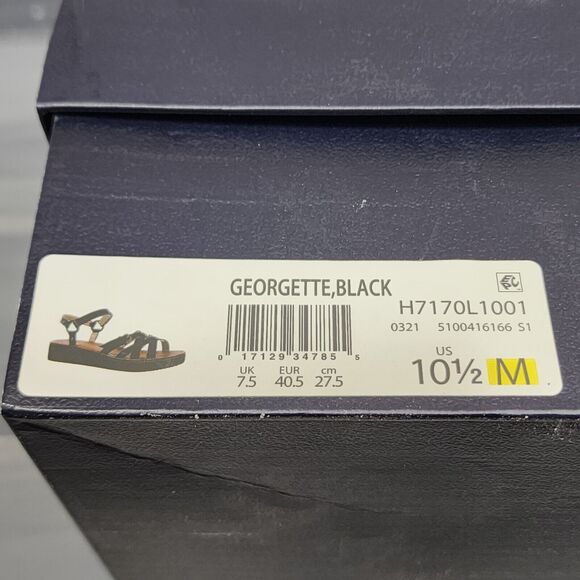 GEORGETTE,BLACK
H7170L1001
0321 5100416166 S1
0 17129 34785 5
UK EUR cm
7.5 40.5 27.5
US
10½ M